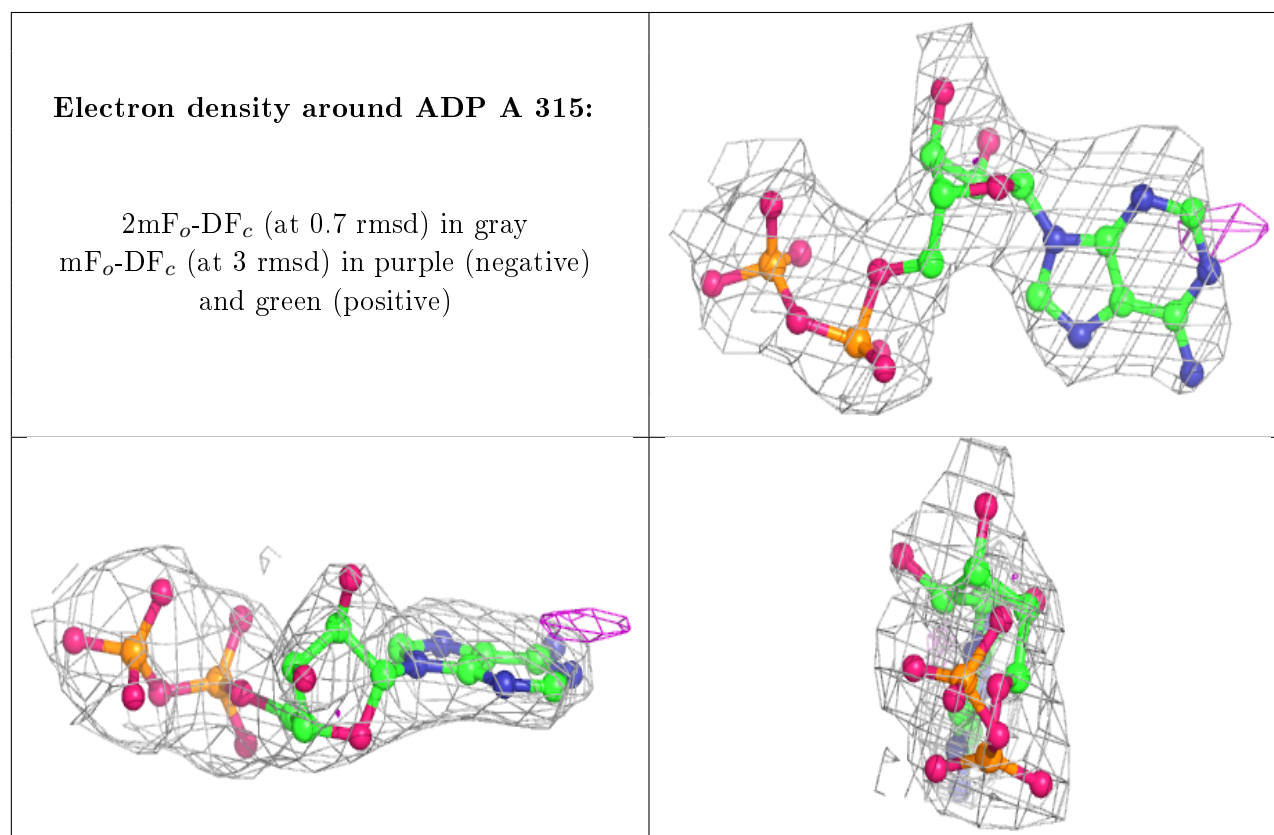 Electron density around ADP A 315:
2mFₒ-DF𝒸 (at 0.7 rmsd) in gray
mFₒ-DF𝒸 (at 3 rmsd) in purple (negative)
and green (positive)